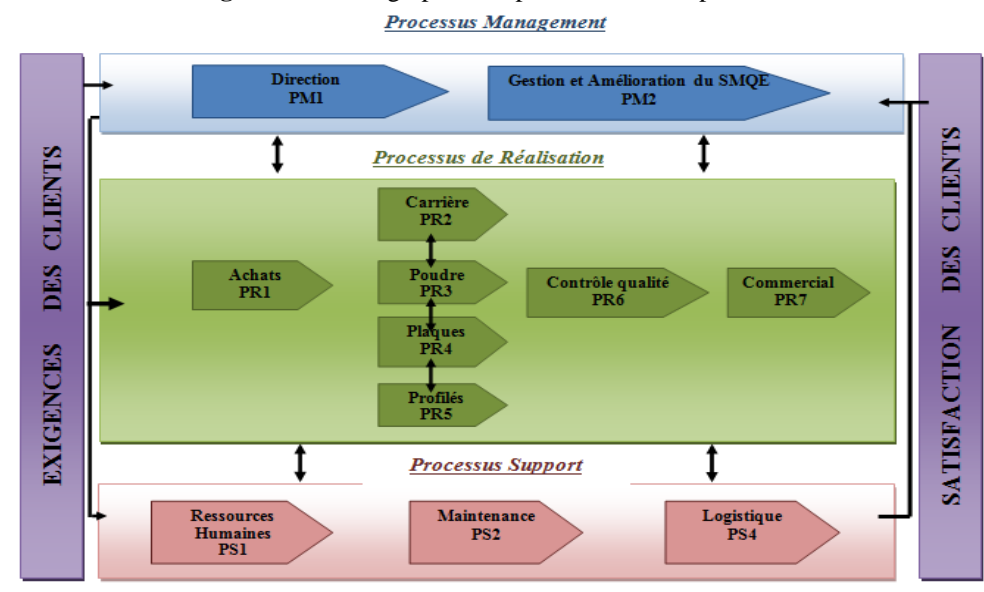 Processus Management
EXIGENCES DES CLIENTS
Direction
PM1
Gestion et Amélioration du SMQE
PM2
SATISFACTION DES CLIENTS
Processus de Réalisation
Carrière
PR2
Achats
PR1
Poudre
PR3
Contrôle qualité
PR6
Commercial
PR7
Plaques
PR4
Profilés
PR5
Processus Support
Ressources
Humaines
PS1
Maintenance
PS2
Logistique
PS4